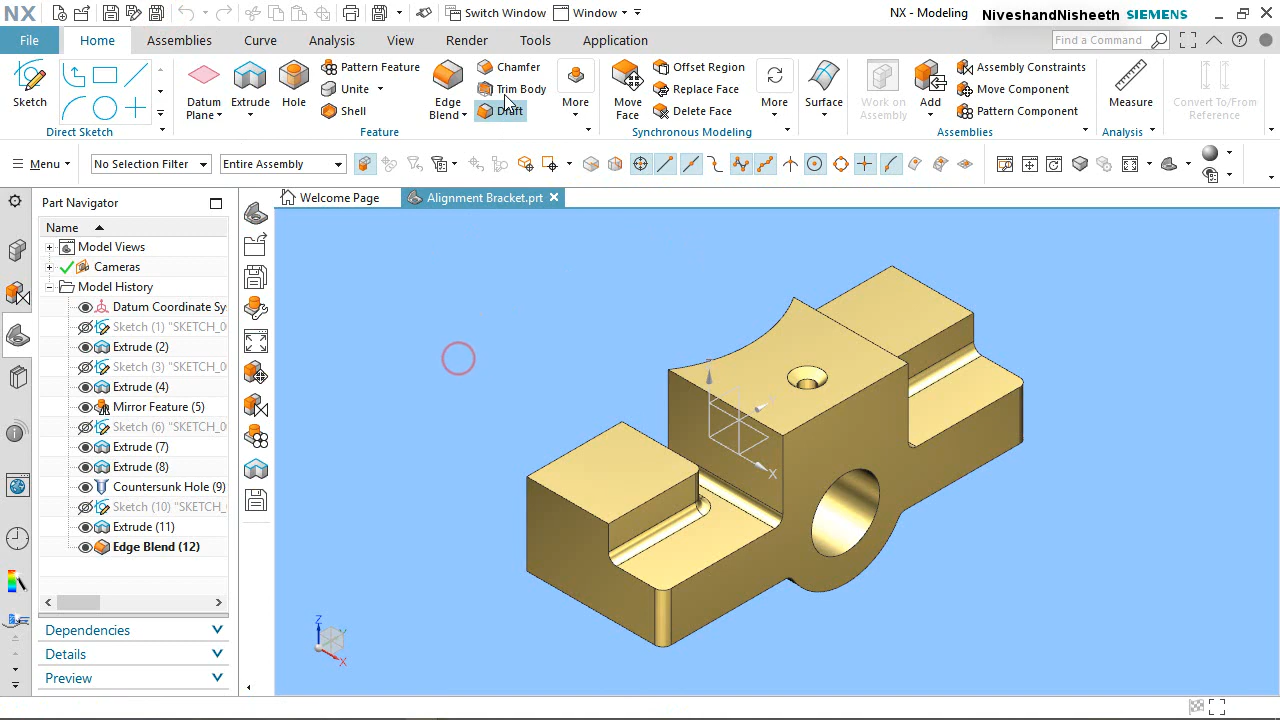 NX
Switch Window
Window
NX - Modeling
NiveshandNisheeth
SIEMENS
File
Home
Assemblies
Curve
Analysis
View
Render
Tools
Application
Find a Command
Sketch
Direct Sketch
Datum Plane
Extrude
Hole
Pattern Feature
Unite
Shell
Edge Blend
Chamfer
Trim Body
Draft
More
Feature
Move Face
Offset Region
Replace Face
Delete Face
More
Synchronous Modeling
Surface
Work on Assembly
Add
Assembly Constraints
Move Component
Pattern Component
Assemblies
Measure
Analysis
Convert To/From Reference
Menu
No Selection Filter
Entire Assembly
Part Navigator
Welcome Page
Alignment Bracket.prt
Name
Model Views
Cameras
Model History
Datum Coordinate Sy
Sketch (1) "SKETCH_0
Extrude (2)
Sketch (3) "SKETCH_0
Extrude (4)
Mirror Feature (5)
Sketch (6) "SKETCH_0
Extrude (7)
Extrude (8)
Countersunk Hole (9)
Sketch (10) "SKETCH_
Extrude (11)
Edge Blend (12)
Dependencies
Details
Preview
X
Z
X